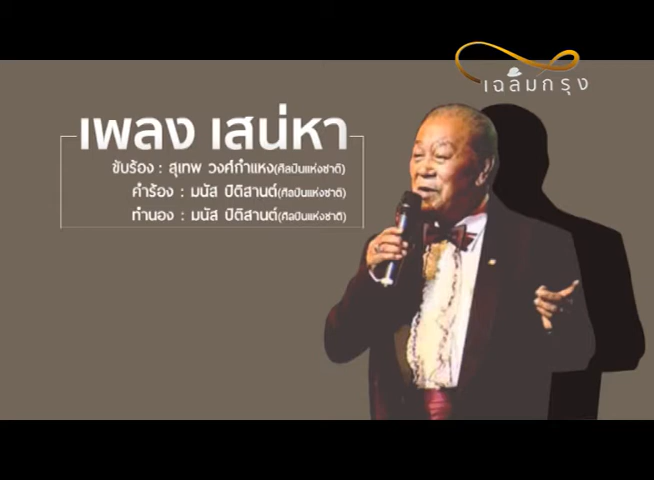 เฉลิมกรุง
เพลง เสน่หา
ขับร้อง : สุเทพ วงศ์กำแหง(ศิลปินแห่งชาติ)
คำร้อง : มนัส ปิติสานต์(ศิลปินแห่งชาติ)
ทำนอง : มนัส ปิติสานต์(ศิลปินแห่งชาติ)